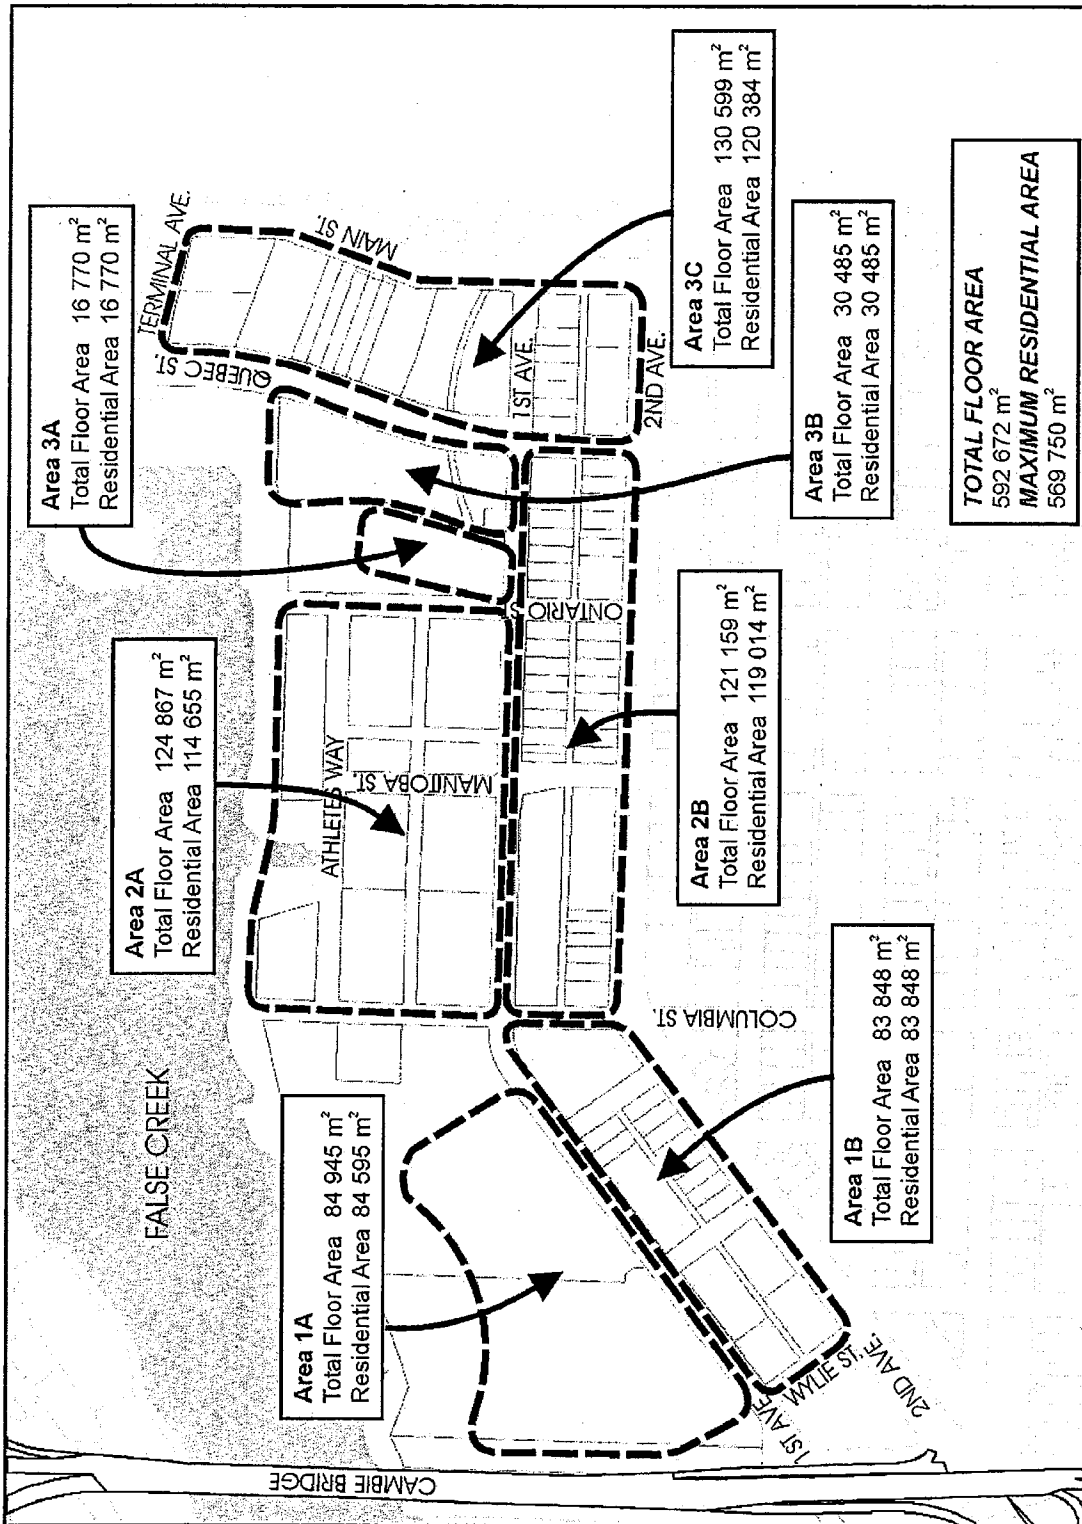 FALSE CREEK
CAMBIE BRIDGE
Area 1A
Total Floor Area 84 945 m²
Residential Area 84 595 m²
Area 2A
Total Floor Area 124 867 m²
Residential Area 114 655 m²
Area 3A
Total Floor Area 16 770 m²
Residential Area 16 770 m²
TERMINAL AVE.
QUEBEC ST.
MAIN ST.
ATHLETES WAY
MANITOBA ST.
ONTARIO ST.
1ST AVE.
2ND AVE.
COLUMBIA ST.
1ST AVE.
WYLIE ST.
2ND AVE.
Area 1B
Total Floor Area 83 848 m²
Residential Area 83 848 m²
Area 2B
Total Floor Area 121 159 m²
Residential Area 119 014 m²
Area 3B
Total Floor Area 30 485 m²
Residential Area 30 485 m²
Area 3C
Total Floor Area 130 599 m²
Residential Area 120 384 m²
TOTAL FLOOR AREA
592 672 m²
MAXIMUM RESIDENTIAL AREA
569 750 m²